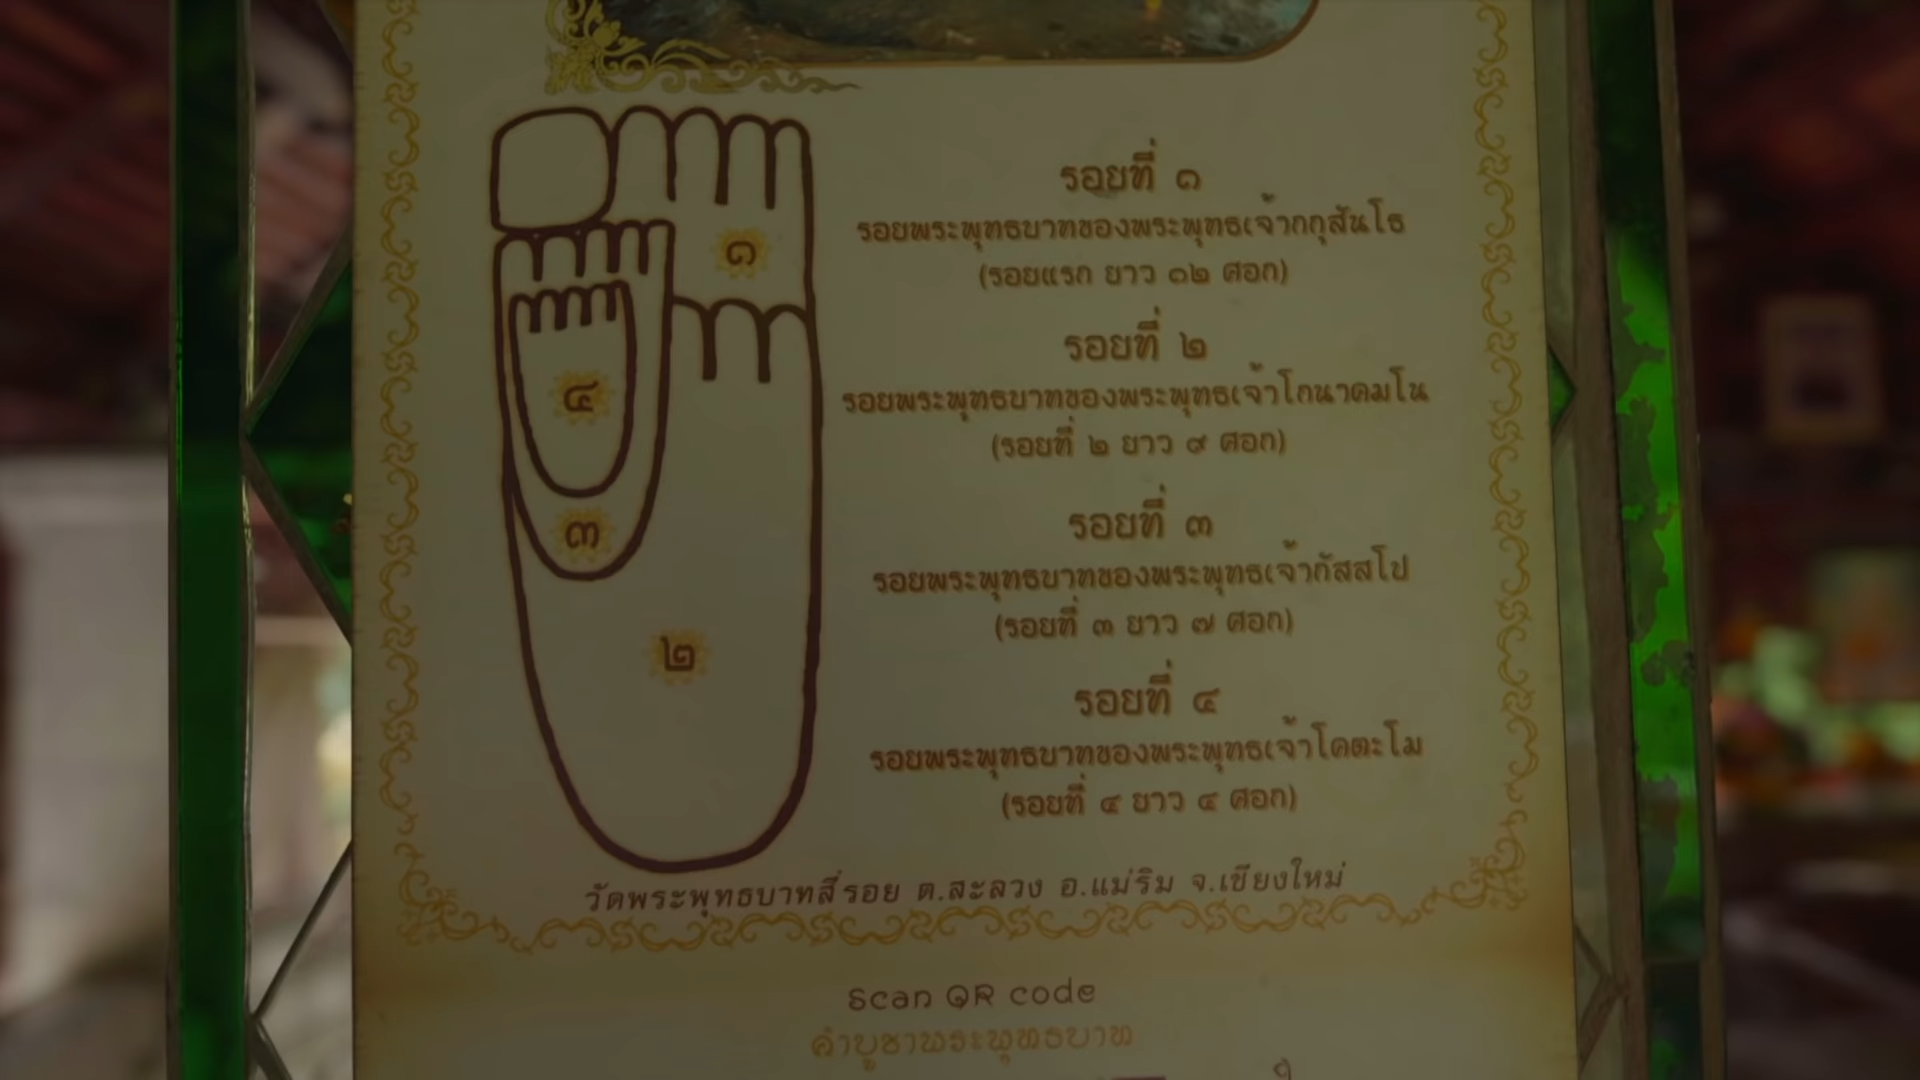 รอยที่ ๑
รอยพระพุทธบาทของพระพุทธเจ้ากกุสันโธ
(รอยแรก ยาว ๑๒ ศอก)
๑
รอยที่ ๒
รอยพระพุทธบาทของพระพุทธเจ้าโกนาคมโน
(รอยที่ ๒ ยาว ๙ ศอก)
๔
รอยที่ ๓
๓
รอยพระพุทธบาทของพระพุทธเจ้ากัสสโป
(รอยที่ ๓ ยาว ๗ ศอก)
๒
รอยที่ ๔
รอยพระพุทธบาทของพระพุทธเจ้าโคตะโม
(รอยที่ ๔ ยาว ๔ ศอก)
วัดพระพุทธบาทสี่รอย ต.สะลวง อ.แม่ริม จ.เชียงใหม่
Scan QR code
คำบูชาพระพุทธบาท